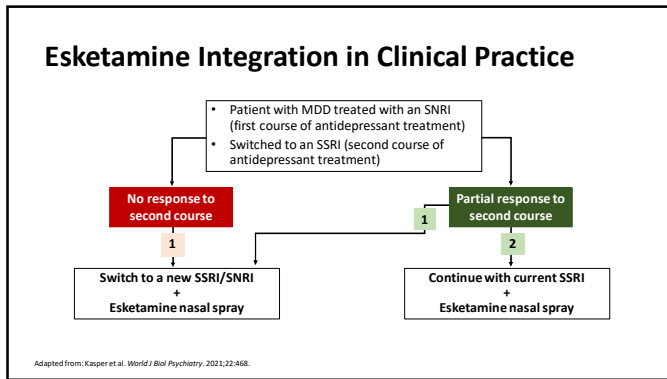 Esketamine Integration in Clinical Practice
• Patient with MDD treated with an SNRI
(first course of antidepressant treatment)
• Switched to an SSRI (second course of
antidepressant treatment)
No response to
second course
1
Partial response to
second course
1
2
Switch to a new SSRI/SNRI
+
Esketamine nasal spray
Continue with current SSRI
+
Esketamine nasal spray
Adapted from: Kasper et al. World J Biol Psychiatry. 2021;22:468.